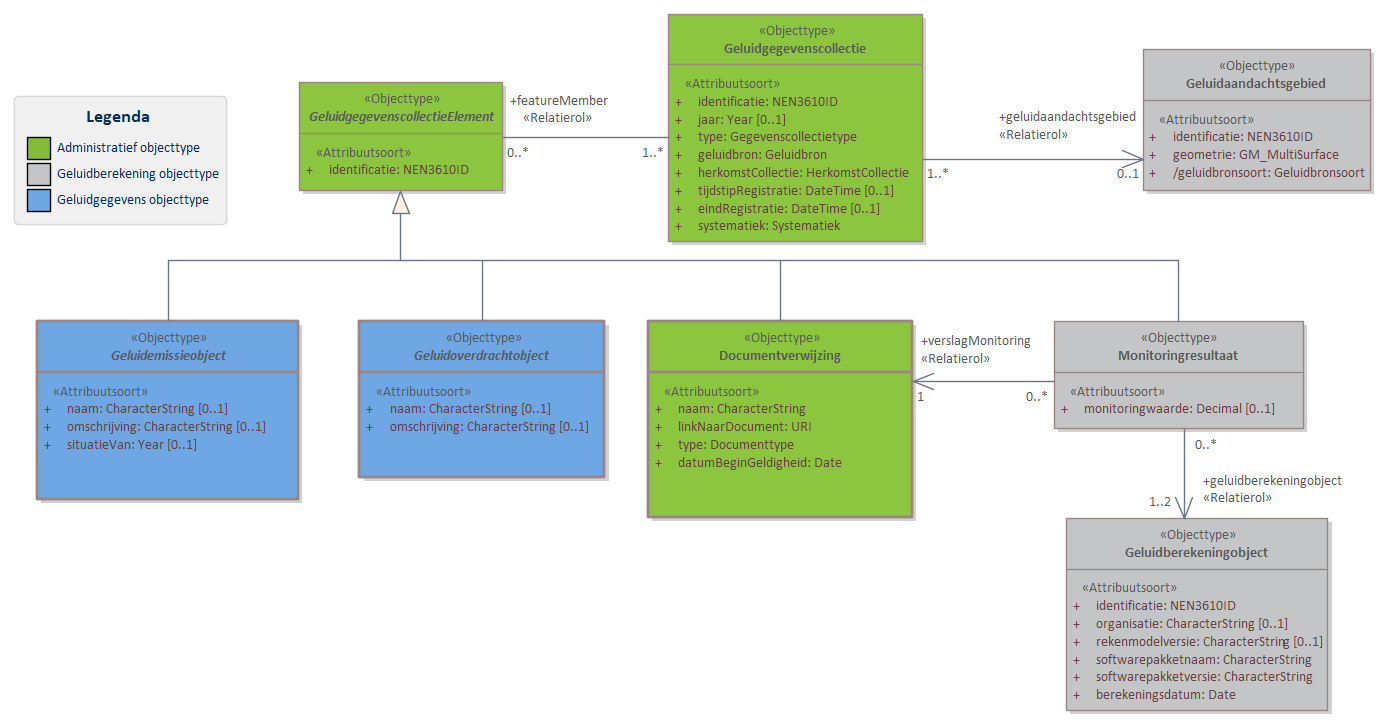 Legenda
Administratief objecttype
Geluidberekening objecttype
Geluidgegevens objecttype
«Objecttype»
GeluidgegevenscollectieElement
«Attribuutsoort»
+ identificatie: NEN3610ID
+featureMember
«Relatierol»
0..*
1..*
«Objecttype»
Geluidgegevenscollectie
«Attribuutsoort»
+ identificatie: NEN3610ID
+ jaar: Year [0..1]
+ type: Gegevenscollectietype
+ geluidbron: Geluidbron
+ herkomstCollectie: HerkomstCollectie
+ tijdstipRegistratie: DateTime [0..1]
+ eindRegistratie: DateTime [0..1]
+ systematiek: Systematiek
+geluidaandachtsgebied
«Relatierol»
1..*
0..1
«Objecttype»
Geluidaandachtsgebied
«Attribuutsoort»
+ identificatie: NEN3610ID
+ geometrie: GM_MultiSurface
+ /geluidbronsoort: Geluidbronsoort
«Objecttype»
Geluidemissieobject
«Attribuutsoort»
+ naam: CharacterString [0..1]
+ omschrijving: CharacterString [0..1]
+ situatieVan: Year [0..1]
«Objecttype»
Geluidoverdrachtobject
«Attribuutsoort»
+ naam: CharacterString [0..1]
+ omschrijving: CharacterString [0..1]
«Objecttype»
Documentverwijzing
«Attribuutsoort»
+ naam: CharacterString
+ linkNaarDocument: URI
+ type: Documenttype
+ datumBeginGeldigheid: Date
+verslagMonitoring
«Relatierol»
1
0..*
«Objecttype»
Monitoringresultaat
«Attribuutsoort»
+ monitoringwaarde: Decimal [0..1]
0..*
+geluidberekeningobject
«Relatierol»
1..2
«Objecttype»
Geluidberekeningobject
«Attribuutsoort»
+ identificatie: NEN3610ID
+ organisatie: CharacterString [0..1]
+ rekenmodelversie: CharacterString [0..1]
+ softwarepakketnaam: CharacterString
+ softwarepakketversie: CharacterString
+ berekeningsdatum: Date